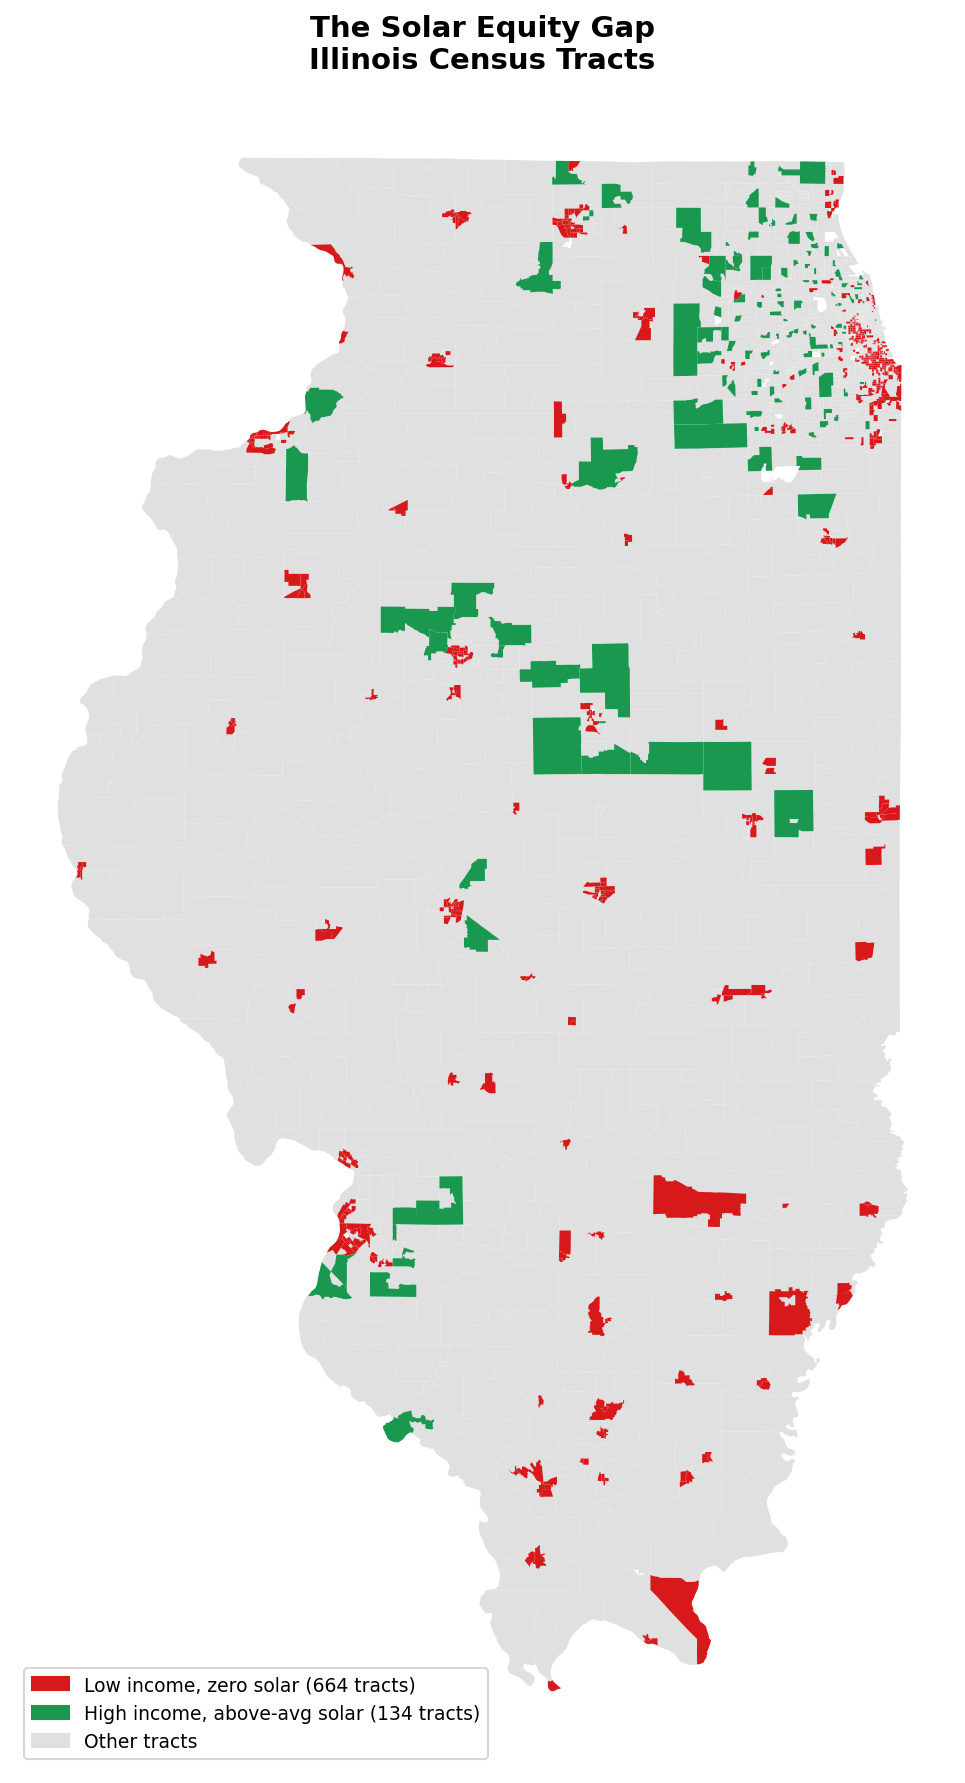 The Solar Equity Gap
Illinois Census Tracts
Low income, zero solar (664 tracts)
High income, above-avg solar (134 tracts)
Other tracts